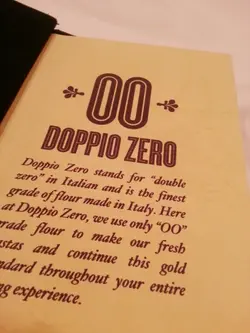 00
DOPPIO ZERO
Doppio Zero stands for "double
zero" in Italian and is the finest
grade of flour made in Italy. Here
at Doppio Zero, we use only "OO"
flour to make our fresh
and continue this gold
throughout your entire
experience.